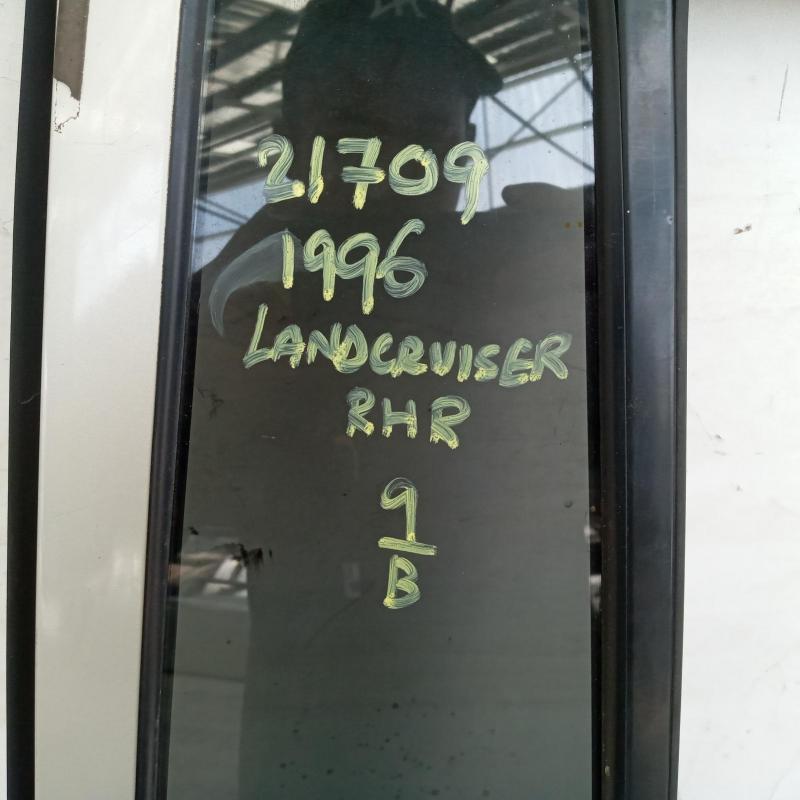 21709
1996
LANDCRUISER
RHR
9
B